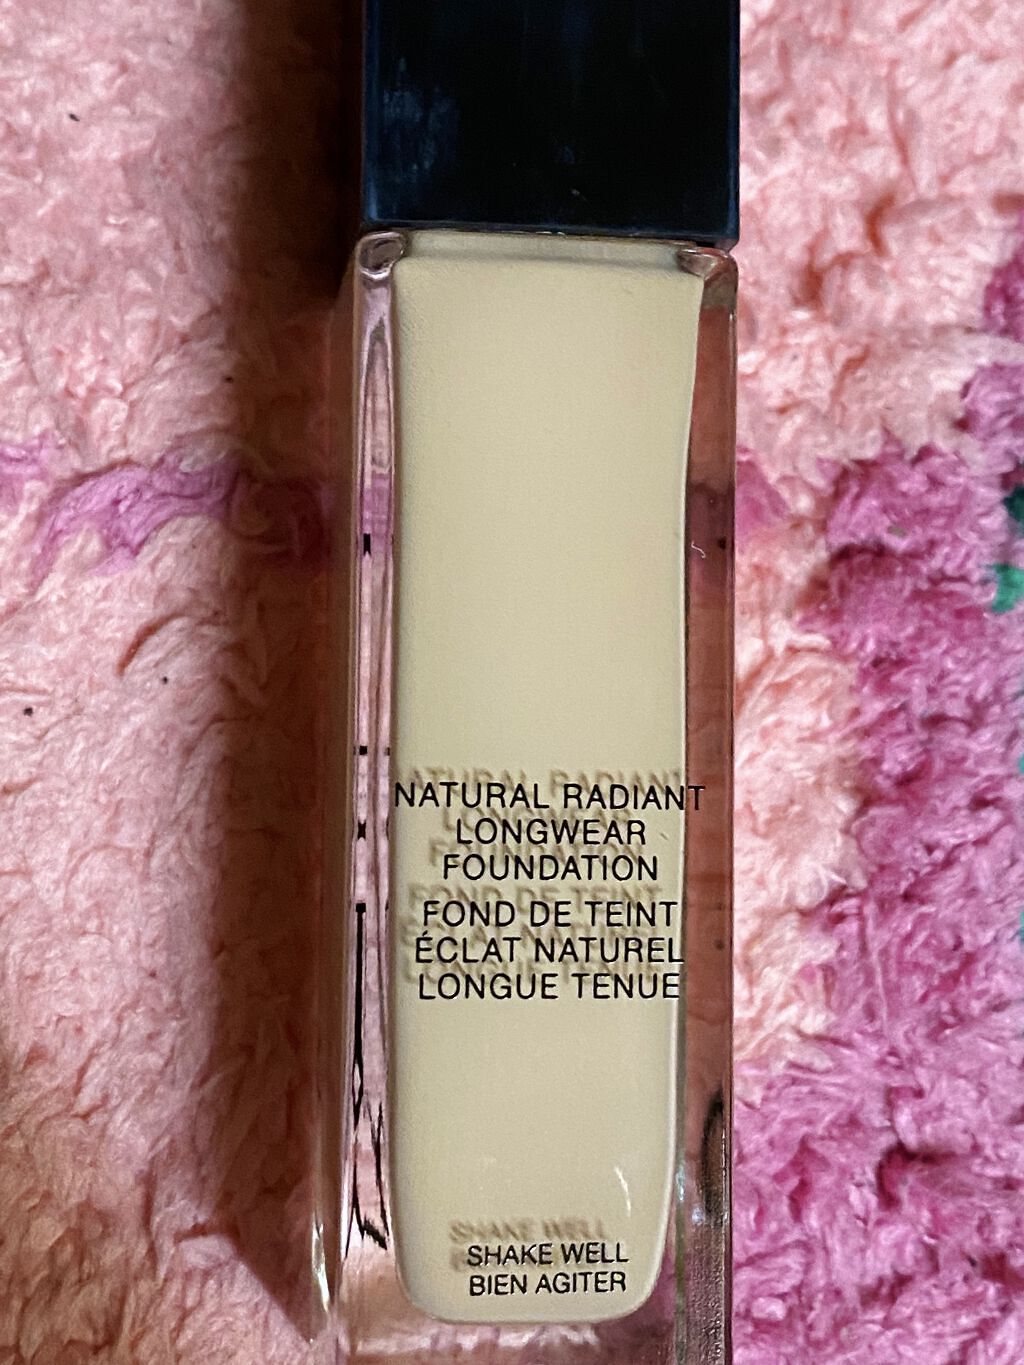 NATURAL RADIANT
LONGWEAR
FOUNDATION
FOND DE TEINT
ÉCLAT NATUREL
LONGUE TENUE
SHAKE WELL
BIEN AGITER